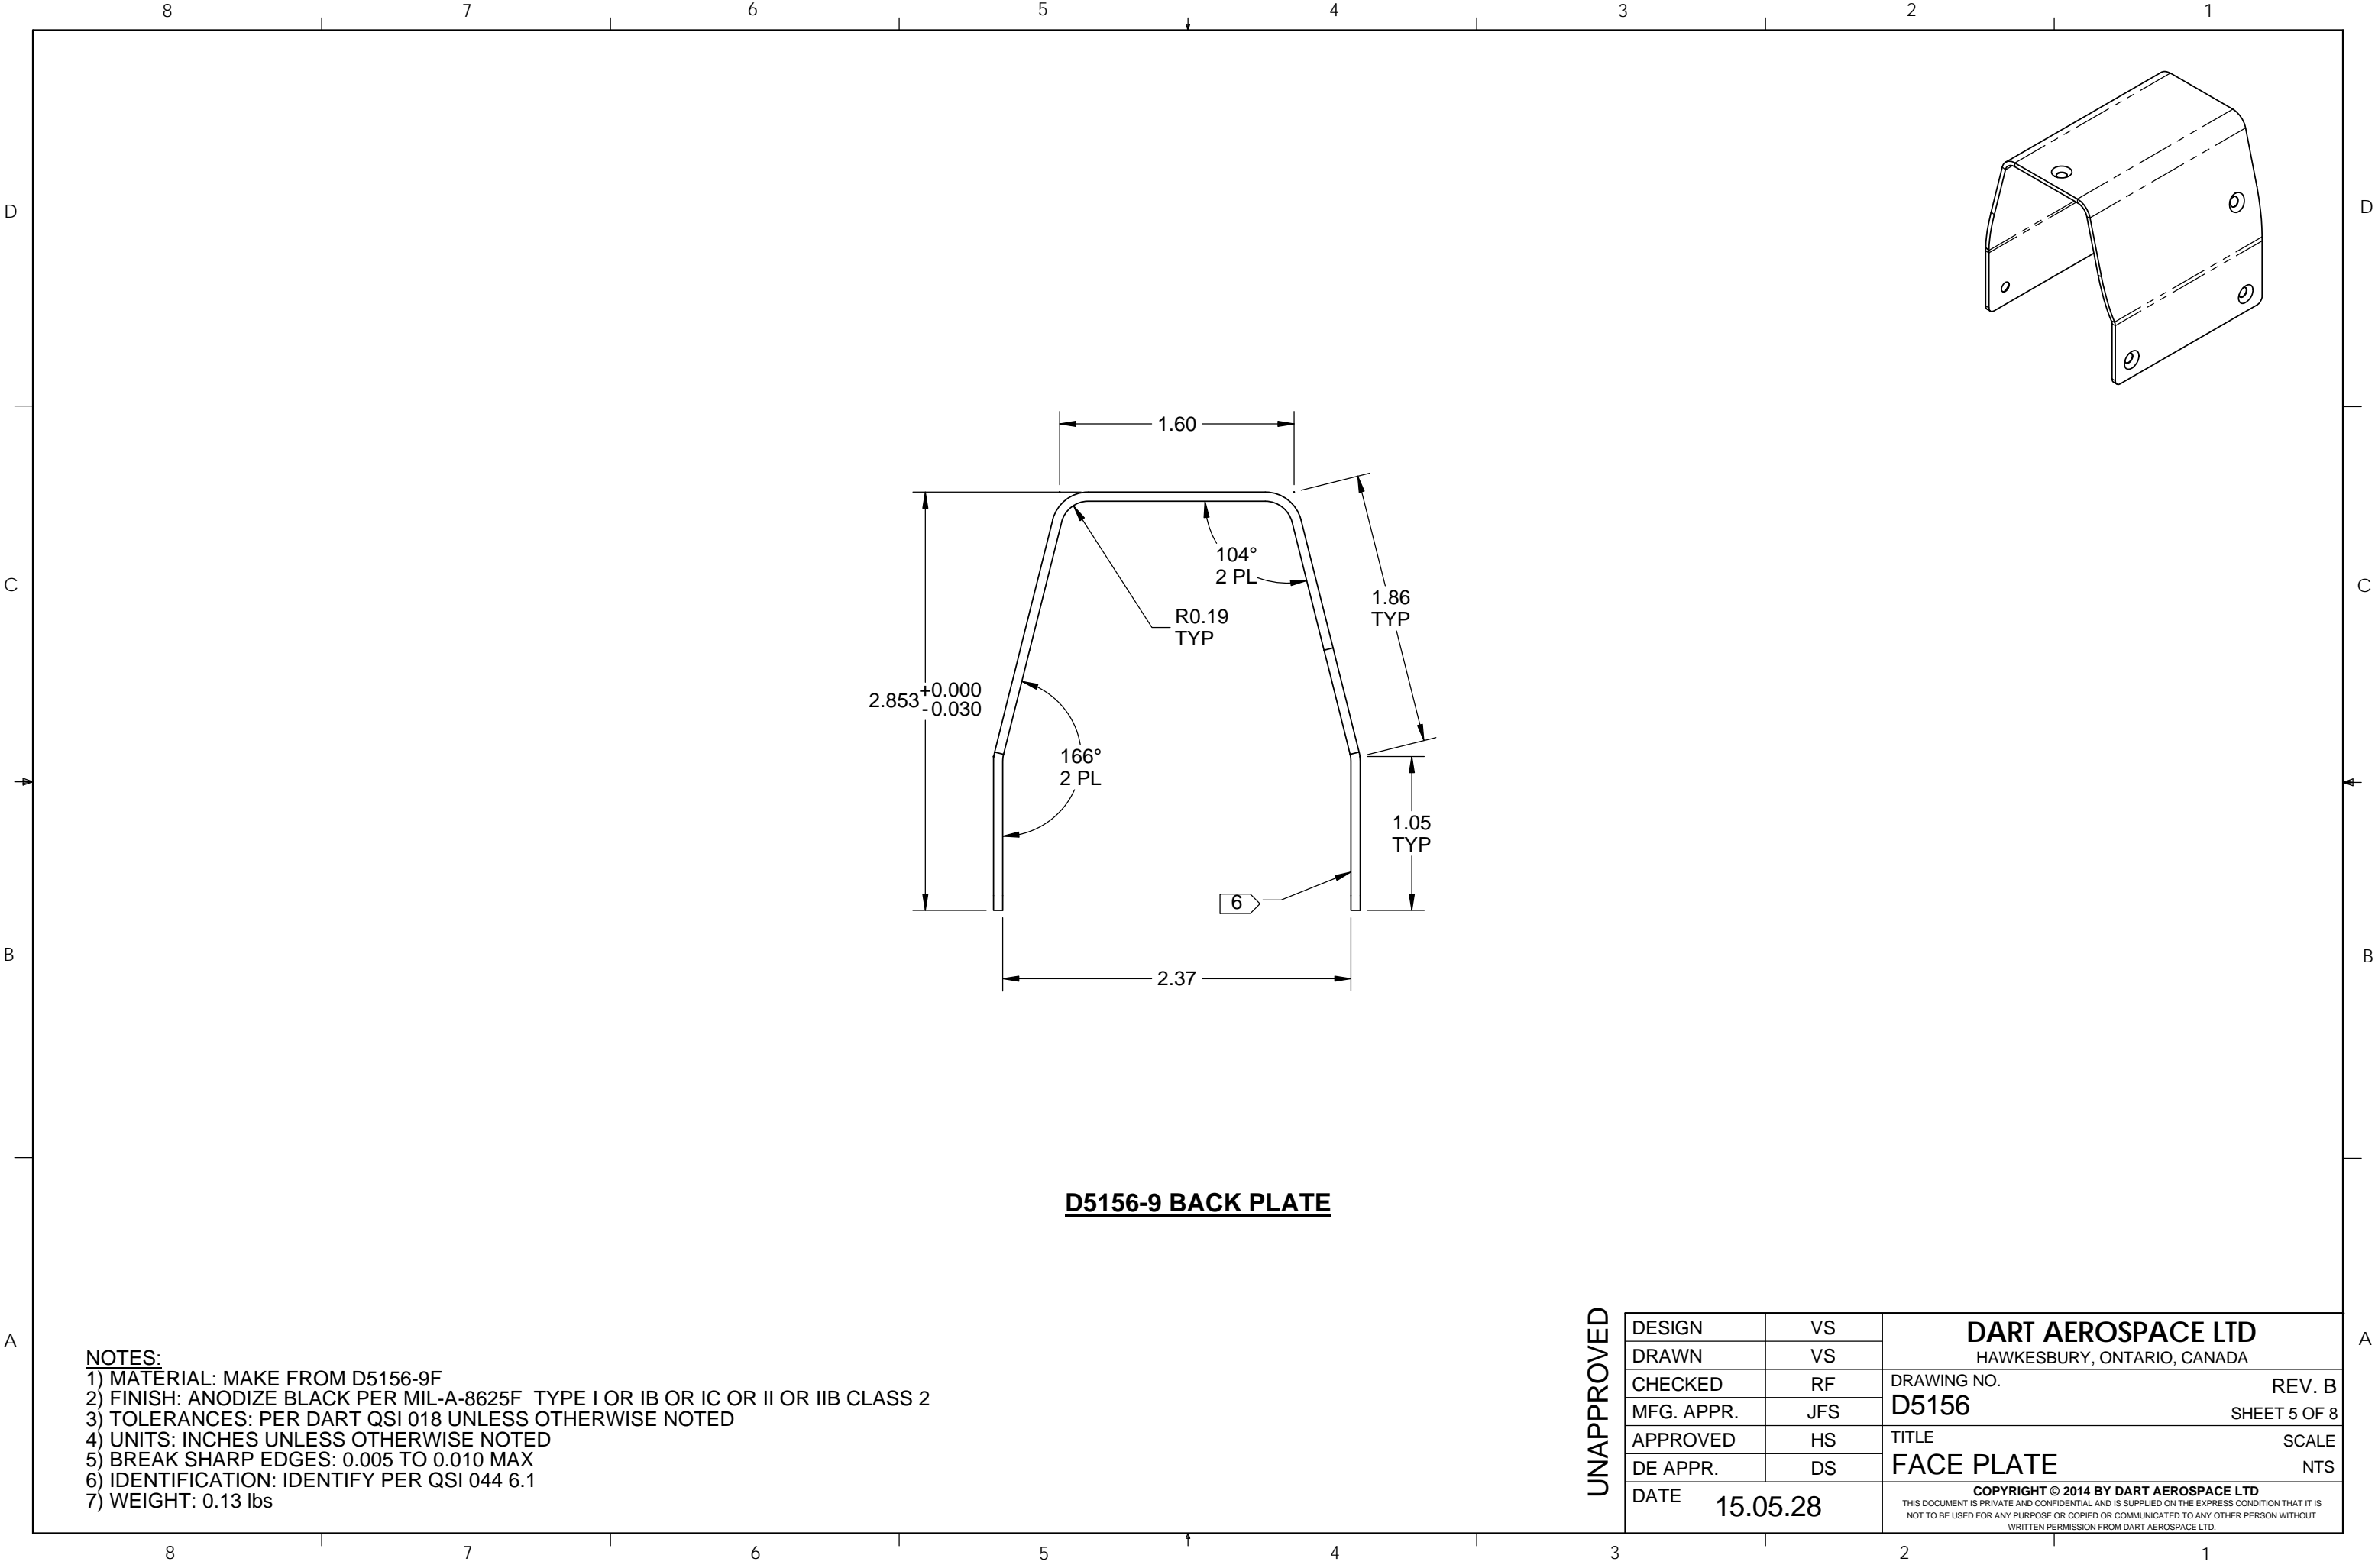 8 7 6 5 4 3 2 1
D D
1.60
104°
2 PL
C C
1.86
TYP
R0.19
TYP
2.853 +0.000
-0.030
166°
2 PL
1.05
TYP
6
B B
2.37
D5156-9 BACK PLATE
A A
NOTES:
1) MATERIAL: MAKE FROM D5156-9F
2) FINISH: ANODIZE BLACK PER MIL-A-8625F TYPE I OR IB OR IC OR II OR IIB CLASS 2
3) TOLERANCES: PER DART QSI 018 UNLESS OTHERWISE NOTED
4) UNITS: INCHES UNLESS OTHERWISE NOTED
5) BREAK SHARP EDGES: 0.005 TO 0.010 MAX
6) IDENTIFICATION: IDENTIFY PER QSI 044 6.1
7) WEIGHT: 0.13 lbs
UNAPPROVED
DESIGN VS
DRAWN VS
CHECKED RF
MFG. APPR. JFS
APPROVED HS
DE APPR. DS
DATE 15.05.28
DART AEROSPACE LTD
HAWKESBURY, ONTARIO, CANADA
DRAWING NO. REV. B
D5156 SHEET 5 OF 8
TITLE SCALE
FACE PLATE NTS
COPYRIGHT © 2014 BY DART AEROSPACE LTD
THIS DOCUMENT IS PRIVATE AND CONFIDENTIAL AND IS SUPPLIED ON THE EXPRESS CONDITION THAT IT IS
NOT TO BE USED FOR ANY PURPOSE OR COPIED OR COMMUNICATED TO ANY OTHER PERSON WITHOUT
WRITTEN PERMISSION FROM DART AEROSPACE LTD.
8 7 6 5 4 3 2 1